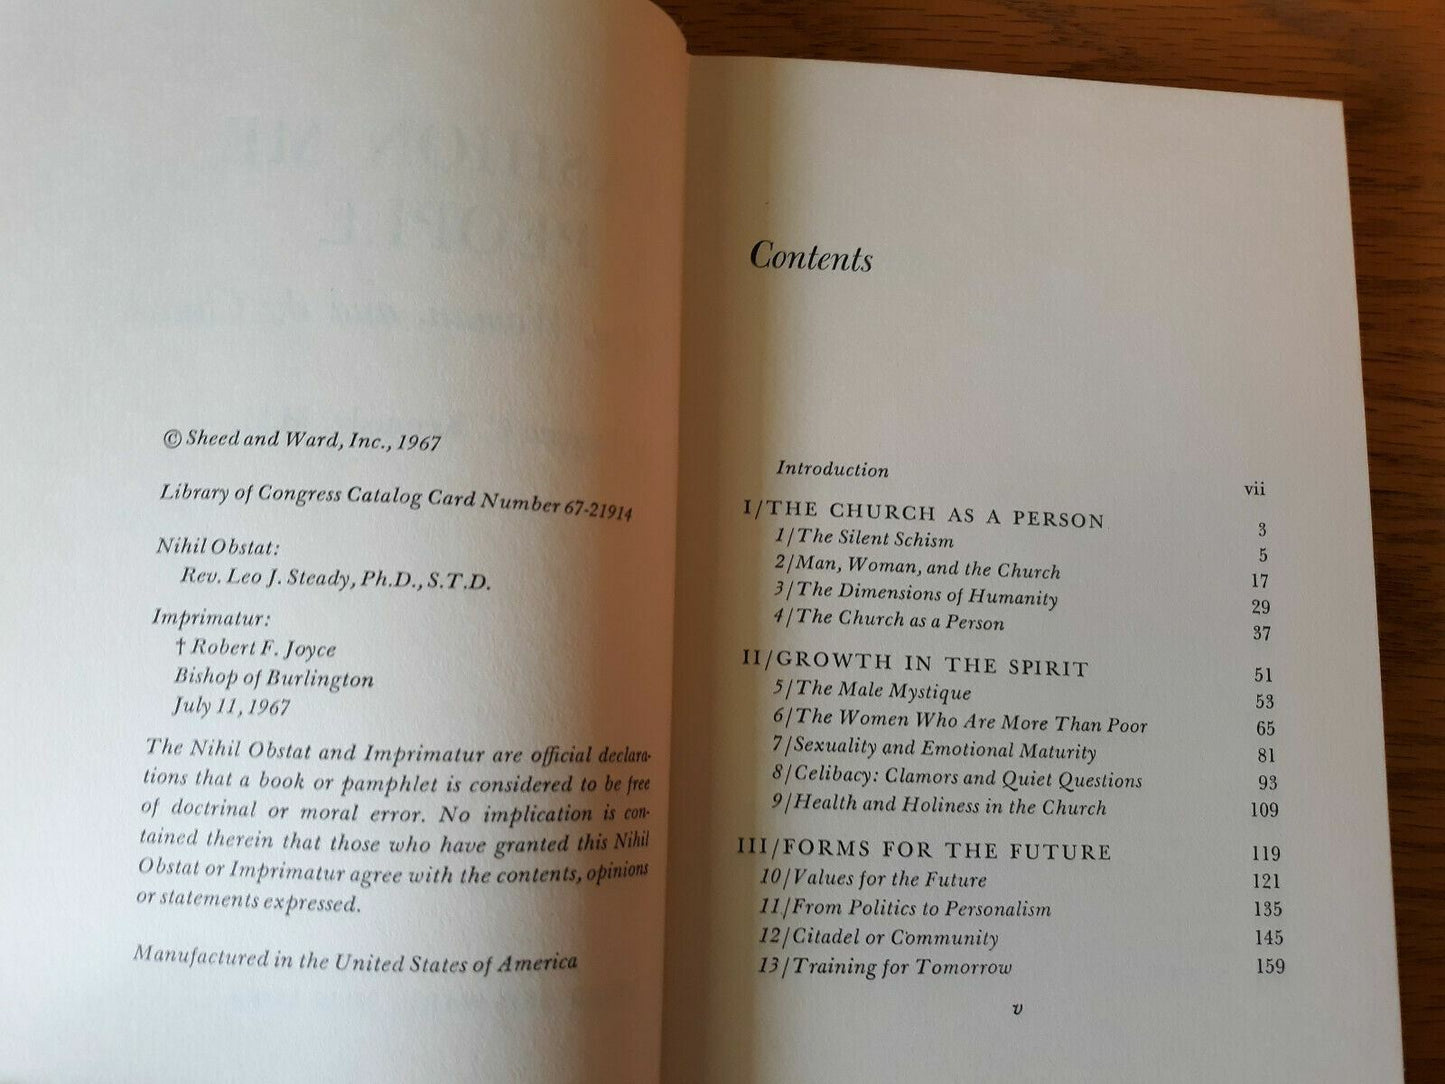 © Sheed and Ward, Inc., 1967
Library of Congress Catalog Card Number 67-21914
Nihil Obstat:
Rev. Leo J. Steady, Ph.D., S.T.D.
Imprimatur:
† Robert F. Joyce
Bishop of Burlington
July 11, 1967
The Nihil Obstat and Imprimatur are official declara-
tions that a book or pamphlet is considered to be free
of doctrinal or moral error. No implication is con-
tained therein that those who have granted this Nihil
Obstat or Imprimatur agree with the contents, opinions
or statements expressed.
Manufactured in the United States of America
Contents
Introduction vii
I/THE CHURCH AS A PERSON 3
1/The Silent Schism 5
2/Man, Woman, and the Church 17
3/The Dimensions of Humanity 29
4/The Church as a Person 37
II/GROWTH IN THE SPIRIT 51
5/The Male Mystique 53
6/The Women Who Are More Than Poor 65
7/Sexuality and Emotional Maturity 81
8/Celibacy: Clamors and Quiet Questions 93
9/Health and Holiness in the Church 109
III/FORMS FOR THE FUTURE 119
10/Values for the Future 121
11/From Politics to Personalism 135
12/Citadel or Community 145
13/Training for Tomorrow 159
v